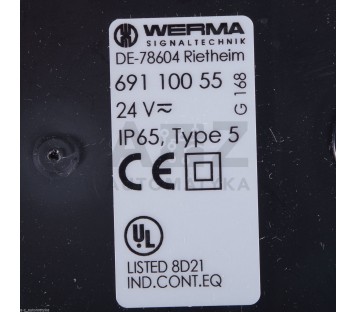 WERMA
SIGNALTECHNIK
DE-78604 Rietheim
691 100 55
24 V
G 168
IP65, Type 5
CE
UL
LISTED 8D21
IND.CONT.EQ